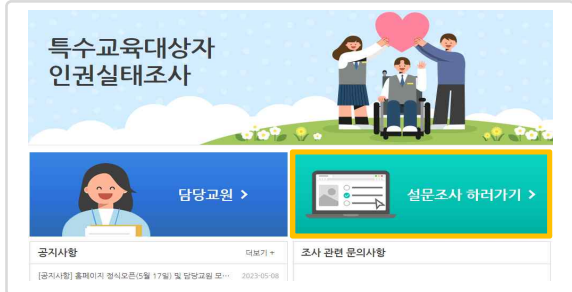 특수교육대상자
인권실태조사
담당교원 >
설문조사 하러가기 >
공지사항
더보기 +
조사 관련 문의사항
[공지사항] 홈페이지 정식오픈(5월 17일) 및 담당교원 모…
2023-05-08